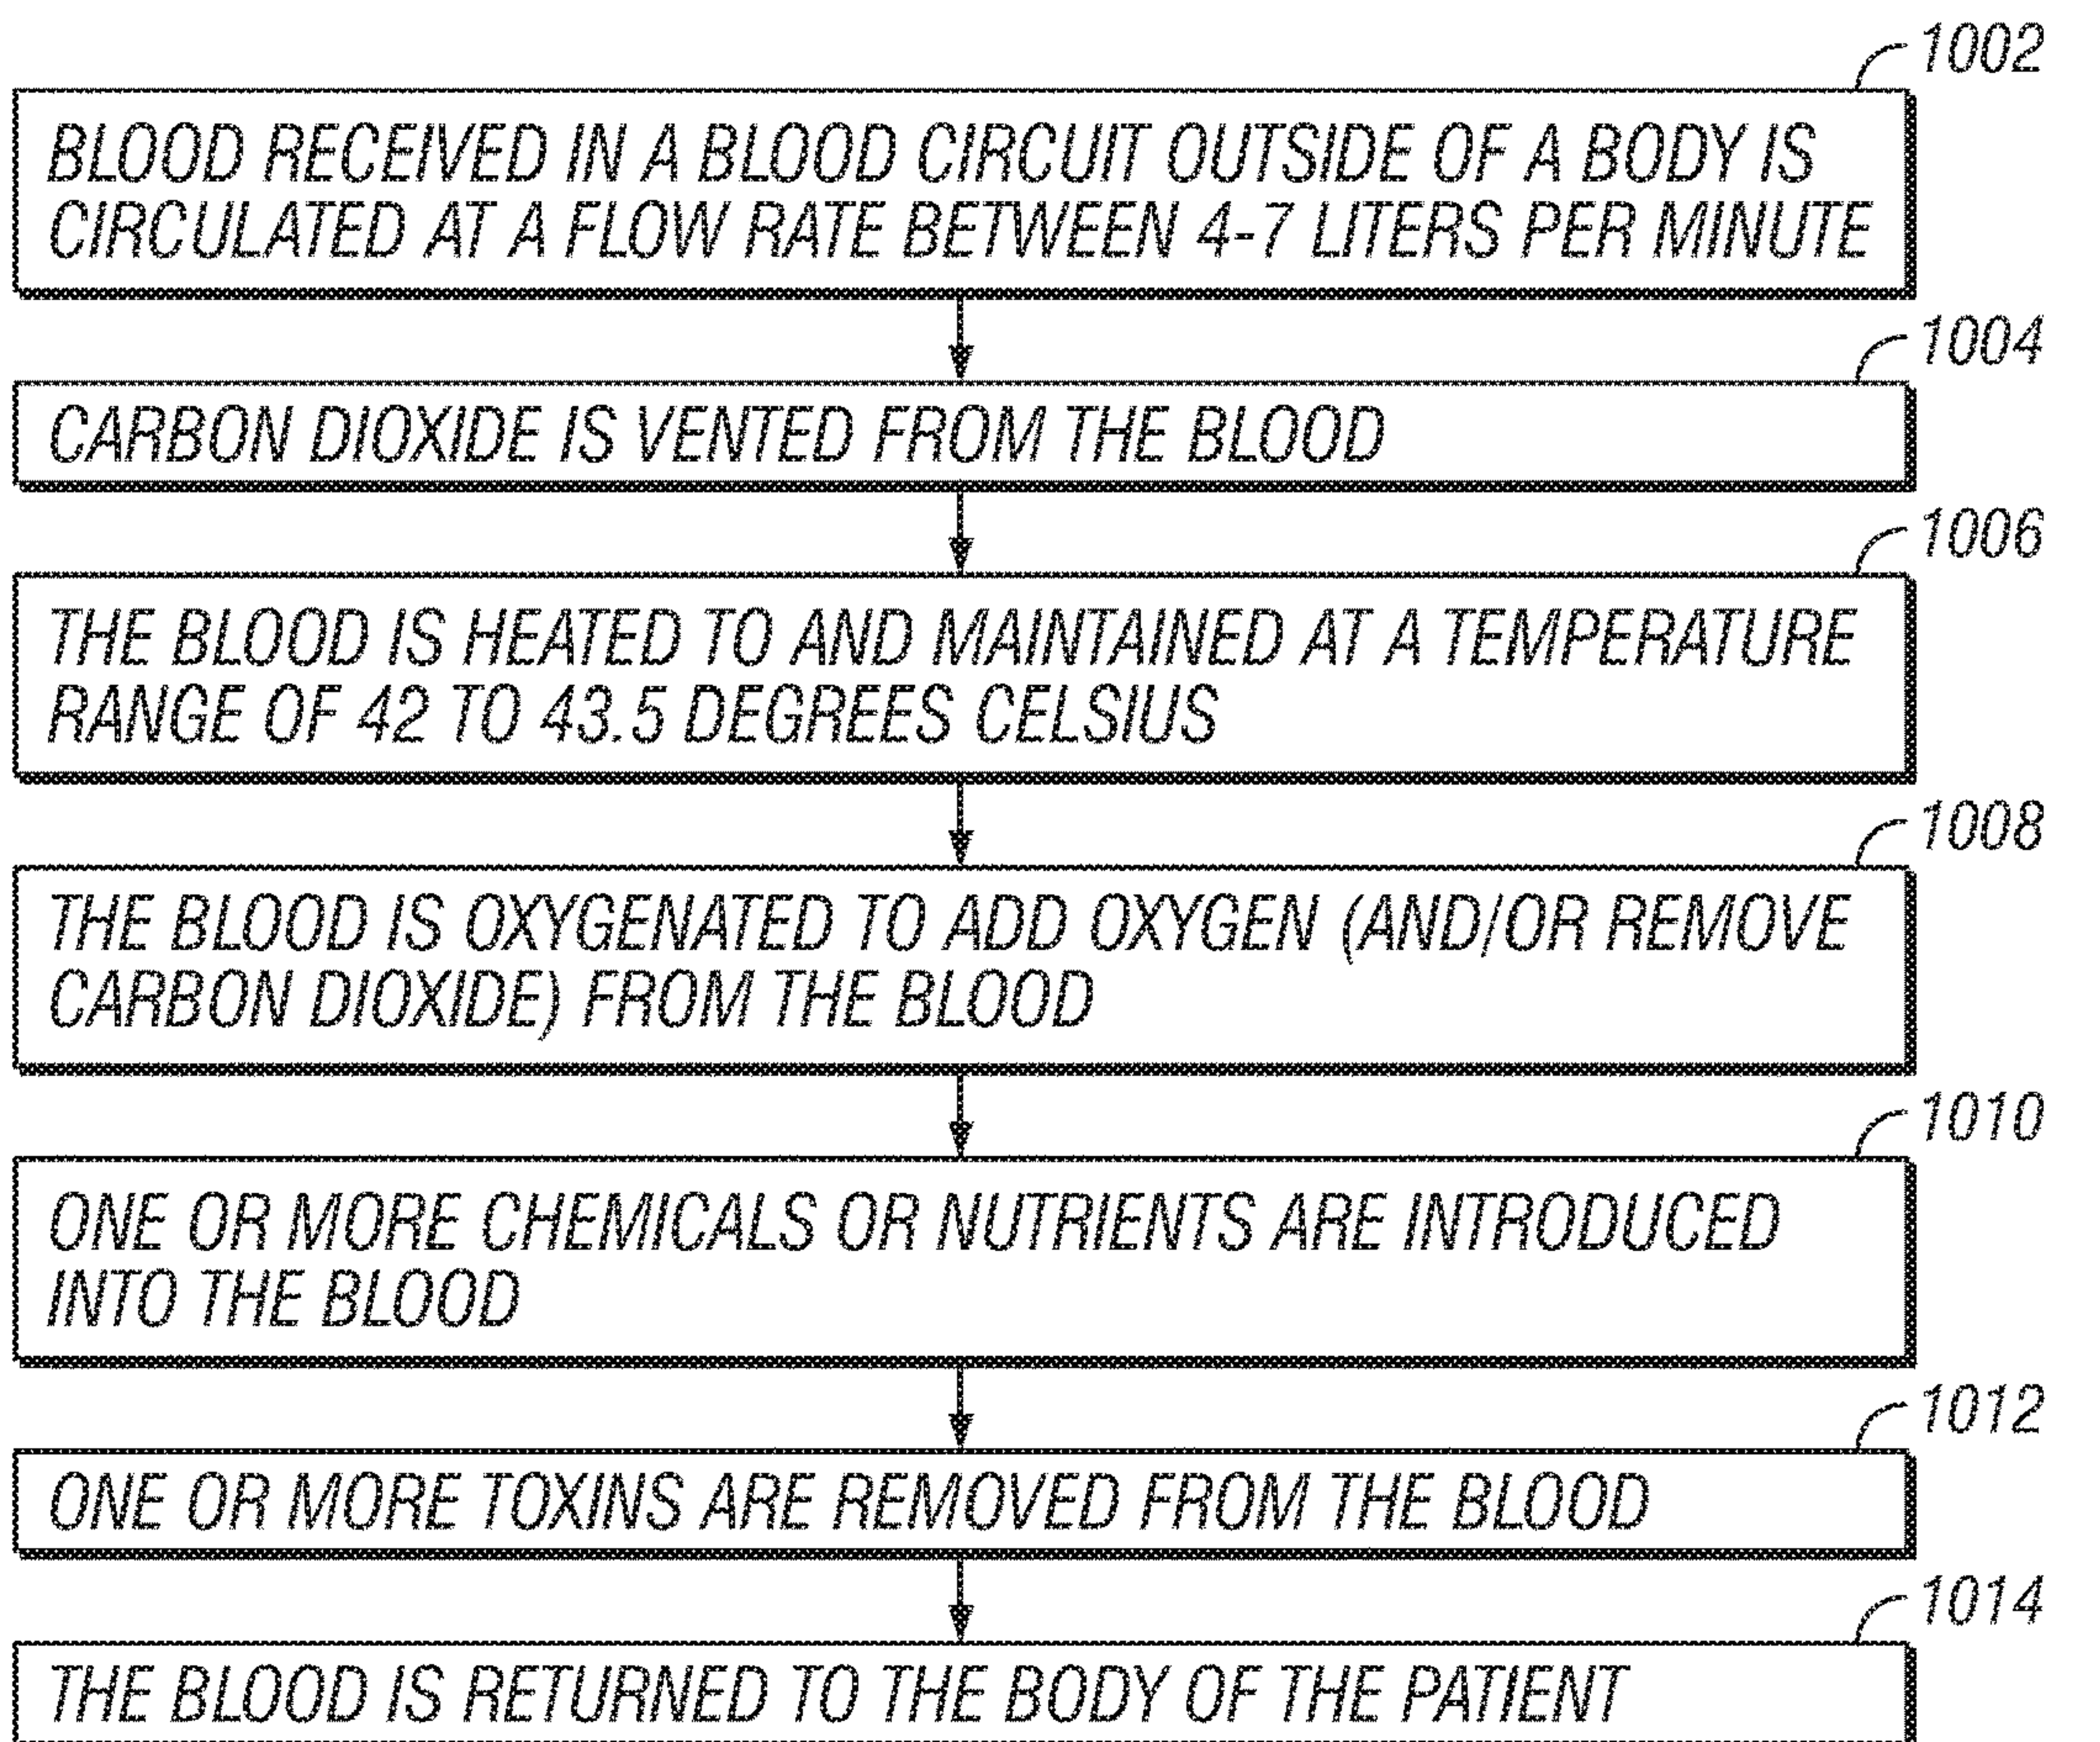 1002
BLOOD RECEIVED IN A BLOOD CIRCUIT OUTSIDE OF A BODY IS
CIRCULATED AT A FLOW RATE BETWEEN 4-7 LITERS PER MINUTE
1004
CARBON DIOXIDE IS VENTED FROM THE BLOOD
1006
THE BLOOD IS HEATED TO AND MAINTAINED AT A TEMPERATURE
RANGE OF 42 TO 43.5 DEGREES CELSIUS
1008
THE BLOOD IS OXYGENATED TO ADD OXYGEN (AND/OR REMOVE
CARBON DIOXIDE) FROM THE BLOOD
1010
ONE OR MORE CHEMICALS OR NUTRIENTS ARE INTRODUCED
INTO THE BLOOD
1012
ONE OR MORE TOXINS ARE REMOVED FROM THE BLOOD
1014
THE BLOOD IS RETURNED TO THE BODY OF THE PATIENT